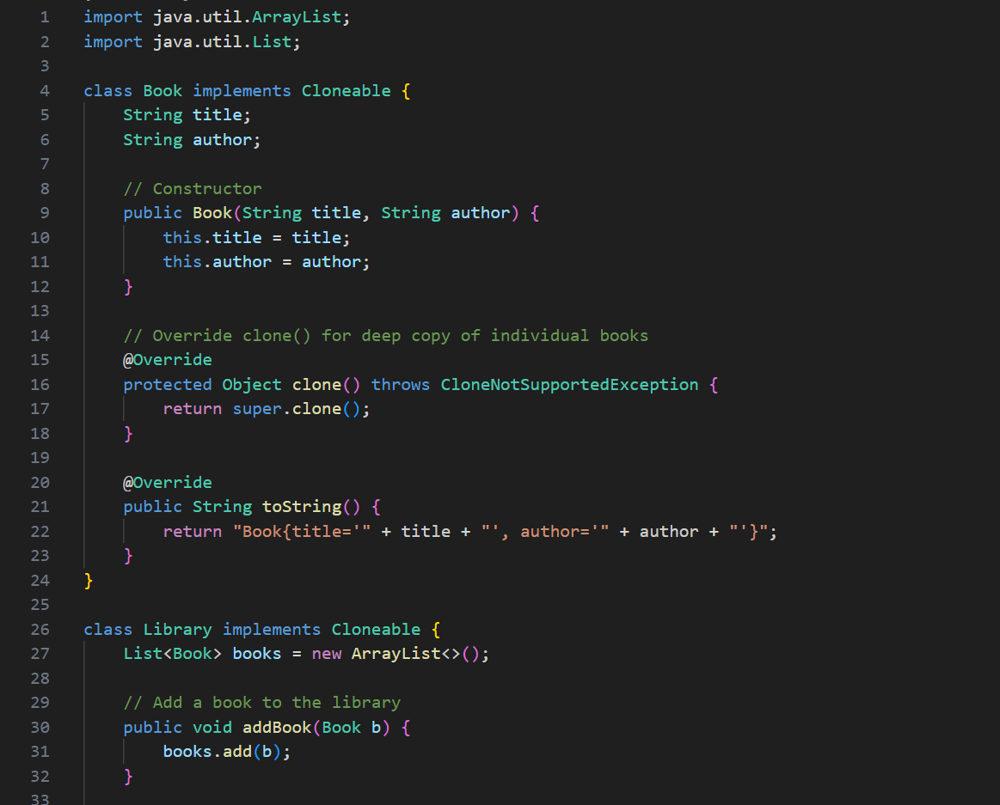 1 import java.util.ArrayList;
2 import java.util.List;
3
4 class Book implements Cloneable {
5     String title;
6     String author;
7
8     // Constructor
9     public Book(String title, String author) {
10         this.title = title;
11         this.author = author;
12     }
13
14     // Override clone() for deep copy of individual books
15     @Override
16     protected Object clone() throws CloneNotSupportedException {
17         return super.clone();
18     }
19
20     @Override
21     public String toString() {
22         return "Book{title='" + title + "', author='" + author + "'}";
23     }
24 }
25
26 class Library implements Cloneable {
27     List<Book> books = new ArrayList<>();
28
29     // Add a book to the library
30     public void addBook(Book b) {
31         books.add(b);
32     }
33